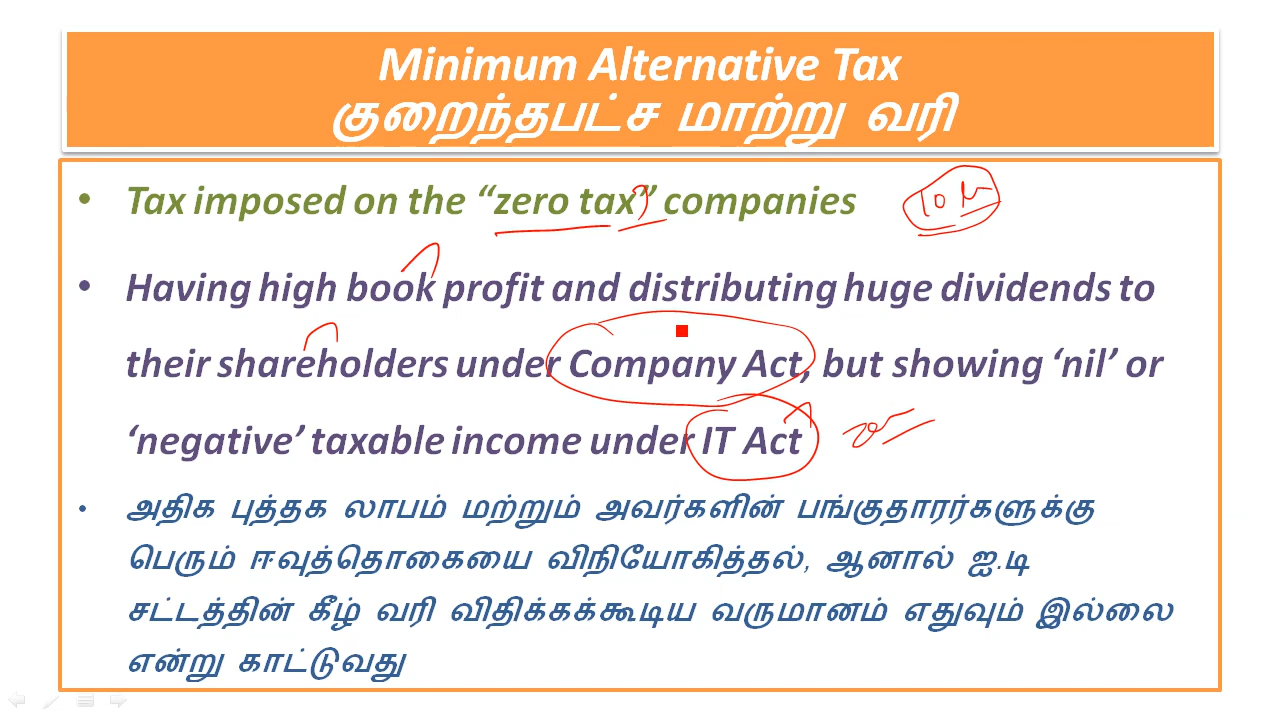 Minimum Alternative Tax
குறைந்தபட்ச மாற்று வரி
• Tax imposed on the “zero tax” companies
• Having high book profit and distributing huge dividends to
their shareholders under Company Act, but showing ‘nil’ or
‘negative’ taxable income under IT Act
• அதிக புத்தக லாபம் மற்றும் அவர்களின் பங்குதாரர்களுக்கு
பெரும் ஈவுத்தொகையை விநியோகித்தல், ஆனால் ஐ.டி
சட்டத்தின் கீழ் வரி விதிக்கக்கூடிய வருமானம் எதுவும் இல்லை
என்று காட்டுவது